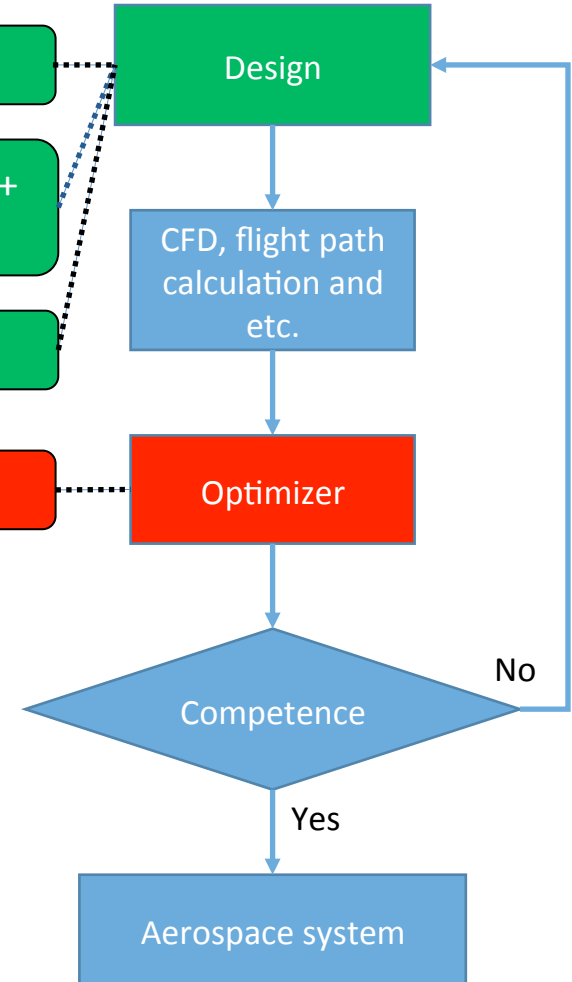 Design
+
CFD, flight path
calculation and
etc.
Optimizer
No
Competence
Yes
Aerospace system